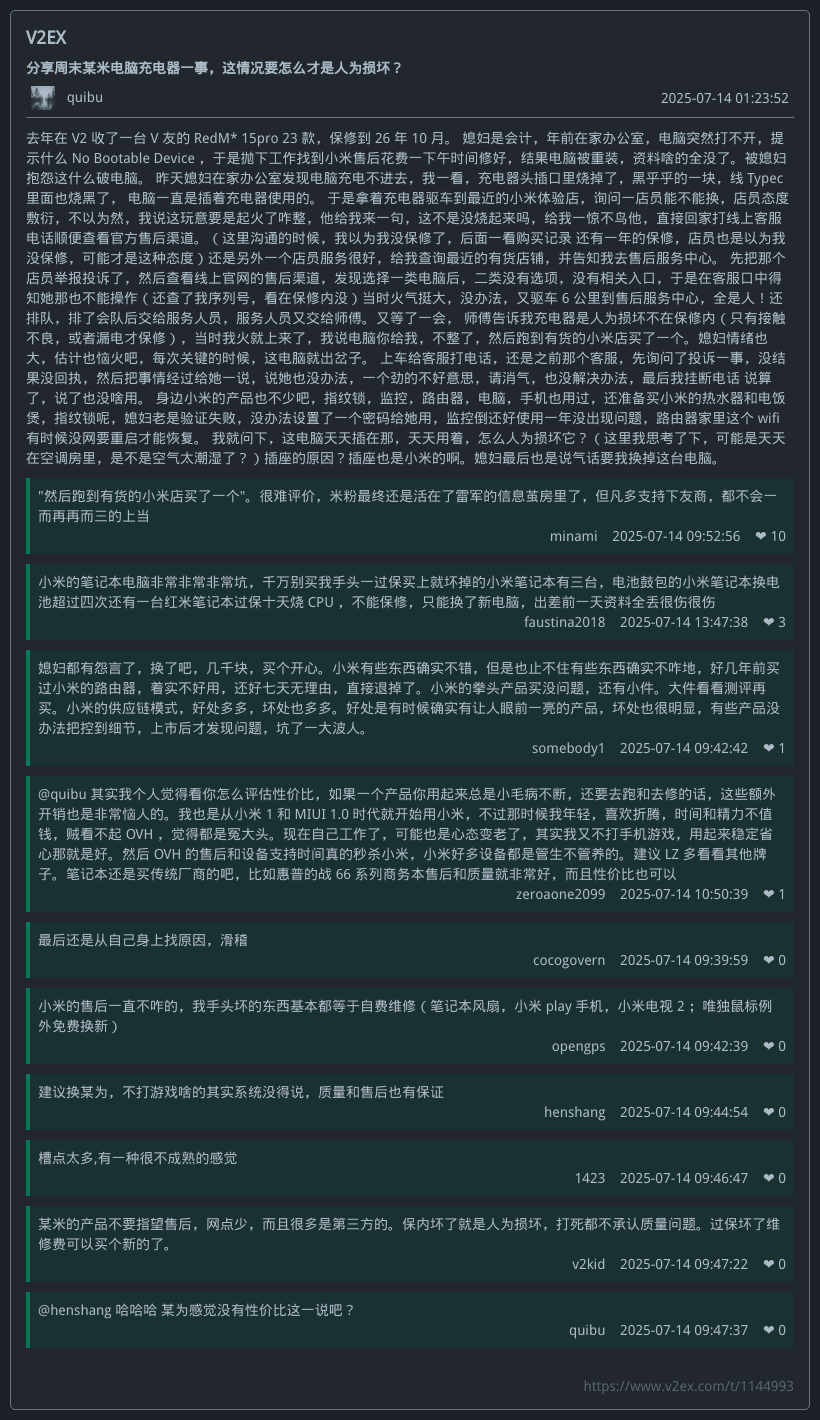 V2EX
分享周末某米电脑充电器一事，这情况要怎么才是人为损坏？
quibu
2025-07-14 01:23:52
去年在 V2 收了一台 V 友的 RedM* 15pro 23 款，保修到 26 年 10 月。 媳妇是会计，年前在家办公室，电脑突然打不开，提
示什么 No Bootable Device ，于是抛下工作找到小米售后花费一下午时间修好，结果电脑被重装，资料啥的全没了。被媳妇
抱怨这什么破电脑。 昨天媳妇在家办公室发现电脑充电不进去，我一看，充电器头插口里烧掉了，黑乎乎的一块，线 Typec
里面也烧黑了， 电脑一直是插着充电器使用的。 于是拿着充电器驱车到最近的小米体验店，询问一店员能不能换，店员态度
敷衍，不以为然，我说这玩意要是起火了咋整，他给我来一句，这不是没烧起来吗，给我一惊不鸟他，直接回家打线上客服
电话顺便查看官方售后渠道。（这里沟通的时候，我以为我没保修了，后面一看购买记录 还有一年的保修，店员也是以为我
没保修，可能才是这种态度）还是另外一个店员服务很好，给我查询最近的有货店铺，并告知我去售后服务中心。 先把那个
店员举报投诉了，然后查看线上官网的售后渠道，发现选择一类电脑后，二类没有选项，没有相关入口，于是在客服口中得
知她那也不能操作（还查了我序列号，看在保修内没）当时火气挺大，没办法，又驱车 6 公里到售后服务中心，全是人！还
排队，排了会队后交给服务人员，服务人员又交给师傅。又等了一会， 师傅告诉我充电器是人为损坏不在保修内（只有接触
不良，或者漏电才保修），当时我火就上来了，我说电脑你给我，不整了，然后跑到有货的小米店买了一个。媳妇情绪也
大，估计也恼火吧，每次关键的时候，这电脑就出岔子。 上车给客服打电话，还是之前那个客服，先询问了投诉一事，没结
果没回执，然后把事情经过给她一说，说她也没办法，一个劲的不好意思，请消气，也没解决办法，最后我挂断电话 说算
了，说了也没啥用。 身边小米的产品也不少吧，指纹锁，监控，路由器，电脑，手机也用过，还准备买小米的热水器和电饭
煲，指纹锁呢，媳妇老是验证失败，没办法设置了一个密码给她用，监控倒还好使用一年没出现问题，路由器家里这个 wifi
有时候没网要重启才能恢复。 我就问下，这电脑天天插在那，天天用着，怎么人为损坏它？（这里我思考了下，可能是天天
在空调房里，是不是空气太潮湿了？）插座的原因？插座也是小米的啊。媳妇最后也是说气话要我换掉这台电脑。
"然后跑到有货的小米店买了一个"。很难评价，米粉最终还是活在了雷军的信息茧房里了，但凡多支持下友商，都不会一
而再再而三的上当
minami 2025-07-14 09:52:56 ❤ 10
小米的笔记本电脑非常非常非常坑，千万别买我手头一过保买上就坏掉的小米笔记本有三台，电池鼓包的小米笔记本换电
池超过四次还有一台红米笔记本过保十天烧 CPU ，不能保修，只能换了新电脑，出差前一天资料全丢很伤很伤
faustina2018 2025-07-14 13:47:38 ❤ 3
媳妇都有怨言了，换了吧，几千块，买个开心。小米有些东西确实不错，但是也止不住有些东西确实不咋地，好几年前买
过小米的路由器，着实不好用，还好七天无理由，直接退掉了。小米的拳头产品买没问题，还有小件。大件看看测评再
买。小米的供应链模式，好处多多，坏处也多多。好处是有时候确实有让人眼前一亮的产品，坏处也很明显，有些产品没
办法把控到细节，上市后才发现问题，坑了一大波人。
somebody1 2025-07-14 09:42:42 ❤ 1
@quibu 其实我个人觉得看你怎么评估性价比，如果一个产品你用起来总是小毛病不断，还要去跑和去修的话，这些额外
开销也是非常恼人的。我也是从小米 1 和 MIUI 1.0 时代就开始用小米，不过那时候我年轻，喜欢折腾，时间和精力不值
钱，贼看不起 OVH ，觉得都是冤大头。现在自己工作了，可能也是心态变老了，其实我又不打手机游戏，用起来稳定省
心那就是好。然后 OVH 的售后和设备支持时间真的秒杀小米，小米好多设备都是管生不管养的。建议 LZ 多看看其他牌
子。笔记本还是买传统厂商的吧，比如惠普的战 66 系列商务本售后和质量就非常好，而且性价比也可以
zeroaone2099 2025-07-14 10:50:39 ❤ 1
最后还是从自己身上找原因，滑稽
cocogovern 2025-07-14 09:39:59 ❤ 0
小米的售后一直不咋的，我手头坏的东西基本都等于自费维修（笔记本风扇，小米 play 手机，小米电视 2 ；唯独鼠标例
外免费换新）
opengps 2025-07-14 09:42:39 ❤ 0
建议换某为，不打游戏啥的其实系统没得说，质量和售后也有保证
henshang 2025-07-14 09:44:54 ❤ 0
槽点太多,有一种很不成熟的感觉
1423 2025-07-14 09:46:47 ❤ 0
某米的产品不要指望售后，网点少，而且很多是第三方的。保内坏了就是人为损坏，打死都不承认质量问题。过保坏了维
修费可以买个新的了。
v2kid 2025-07-14 09:47:22 ❤ 0
@henshang 哈哈哈 某为感觉没有性价比这一说吧？
quibu 2025-07-14 09:47:37 ❤ 0
https://www.v2ex.com/t/1144993